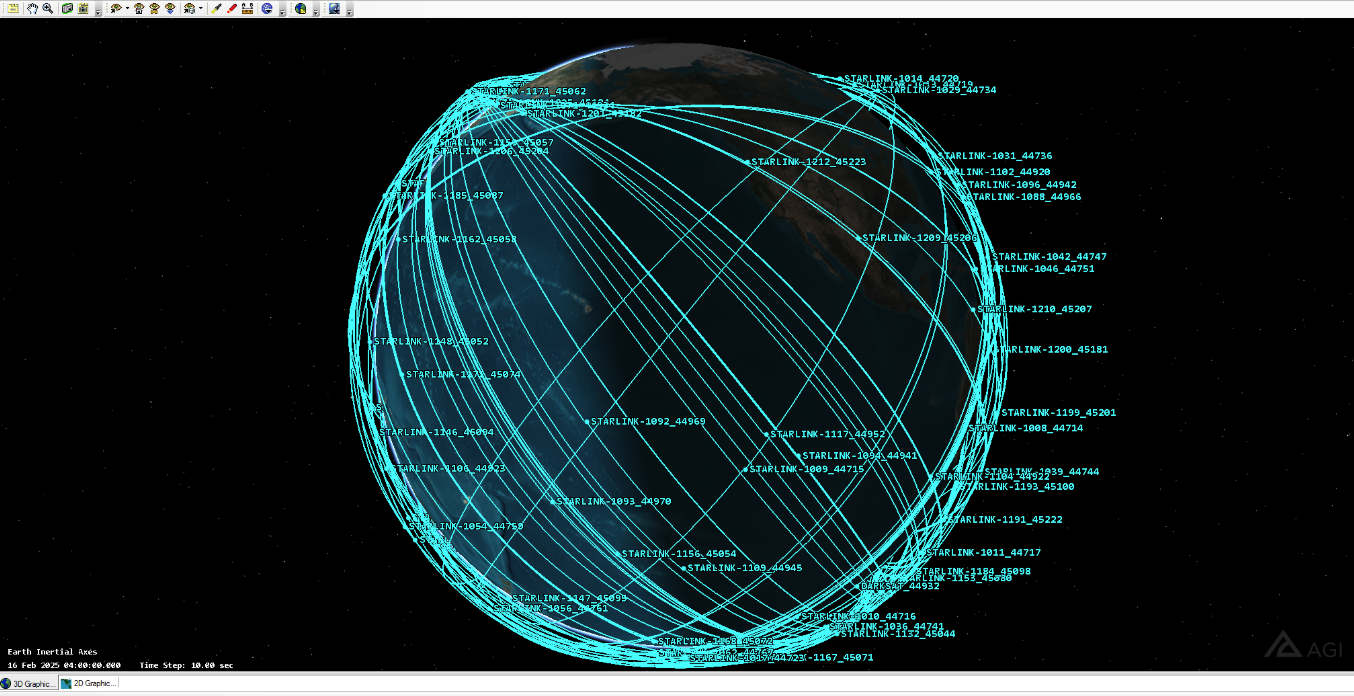 STARLINK-1014_44720
STARLINK-1029_44734
STARLINK-1171_45062
STARLINK-1201_45182
STARLINK-1031_44736
STARLINK-1206_45204
STARLINK-1212_45223
STARLINK-1102_44920
STARLINK-1096_44942
STARLINK-1185_45087
STARLINK-1088_44966
STARLINK-1162_45058
STARLINK-1209_45206
STARLINK-1042_44747
STARLINK-1046_44751
STARLINK-1210_45207
STARLINK-1148_45052
STARLINK-1200_45181
STARLINK-1199_45201
STARLINK-1092_44969
STARLINK-1008_44714
STARLINK-1146_45094
STARLINK-1117_44952
STARLINK-1094_44941
STARLINK-1106_44923
STARLINK-1009_44715
STARLINK-1039_44744
STARLINK-1104_44922
STARLINK-1193_45100
STARLINK-1093_44970
STARLINK-1191_45222
STARLINK-1054_44759
STARLINK-1011_44717
STARLINK-1156_45054
STARLINK-1109_44945
STARLINK-1184_45098
STARLINK-1153_45080
DARKSAT_44932
STARLINK-1147_45099
STARLINK-1056_44761
STARLINK-1010_44716
STARLINK-1036_44741
STARLINK-1132_45044
STARLINK-1168_45072
STARLINK-1017_44723
K-1167_45071
Earth Inertial Axes
16 Feb 2025 04:00:00.000 Time Step: 10.00 sec
AGI
3D Graphic...
2D Graphic...